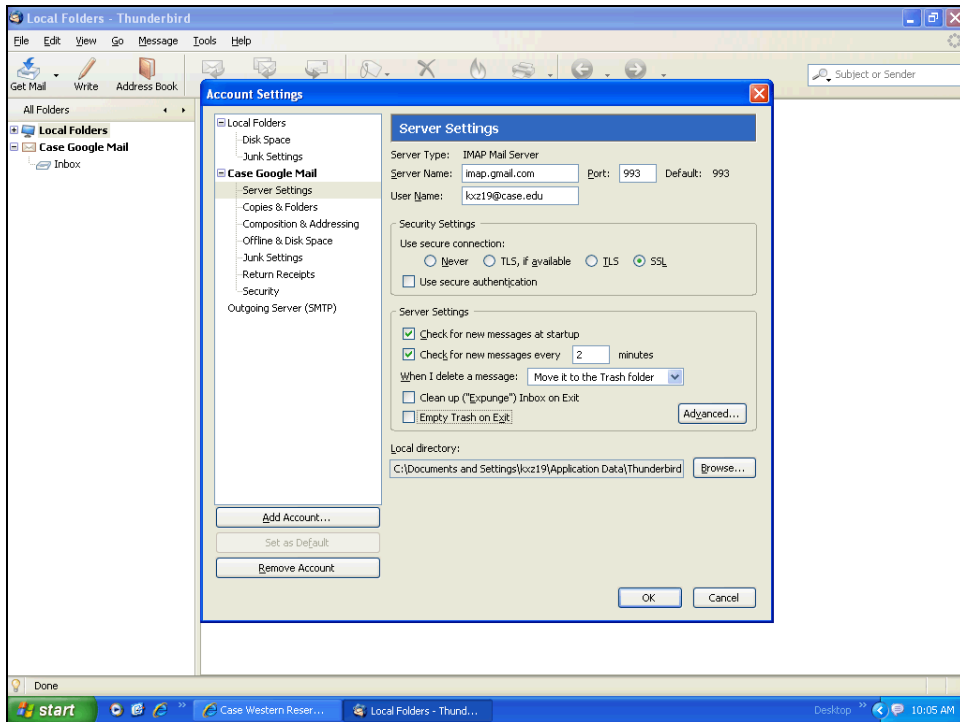 Local Folders - Thunderbird
File Edit View Go Message Tools Help
Get Mail Write Address Book Subject or Sender
All Folders
Local Folders
Case Google Mail
Inbox
Account Settings
Local Folders
Disk Space
Junk Settings
Case Google Mail
Server Settings
Copies & Folders
Composition & Addressing
Offline & Disk Space
Junk Settings
Return Receipts
Security
Outgoing Server (SMTP)
Add Account...
Set as Default
Remove Account
Server Settings
Server Type: IMAP Mail Server
Server Name: imap.gmail.com Port: 993 Default: 993
User Name: kxz19@case.edu
Security Settings
Use secure connection:
Never TLS, if available TLS SSL
Use secure authentication
Server Settings
Check for new messages at startup
Check for new messages every 2 minutes
When I delete a message: Move it to the Trash folder
Clean up ("Expunge") Inbox on Exit
Empty Trash on Exit
Advanced...
Local directory:
C:\Documents and Settings\kxz19\Application Data\Thunderbird Browse...
OK Cancel
Done
start Case Western Reser... Local Folders - Thund... Desktop 10:05 AM